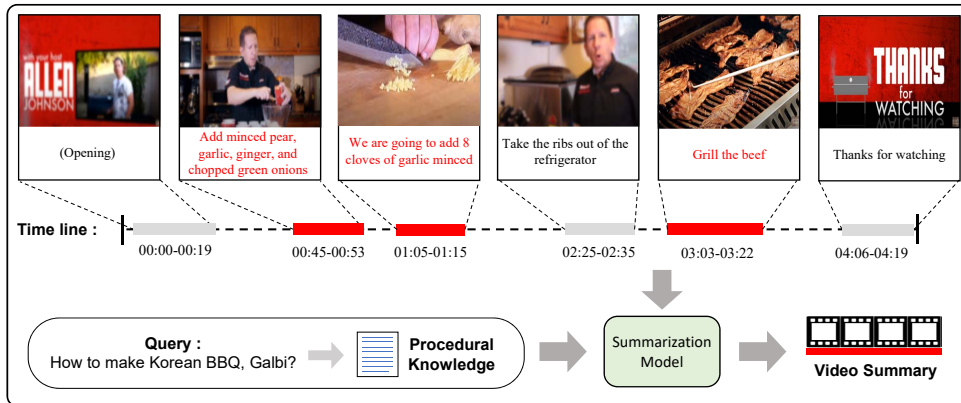 with your host
ALLEN
JOHNSON
THANKS
for
WATCHING
(Opening)
Add minced pear,
garlic, ginger, and
chopped green onions
We are going to add 8
cloves of garlic minced
Take the ribs out of the
refrigerator
Grill the beef
Thanks for watching
Time line :
00:00-00:19
00:45-00:53
01:05-01:15
02:25-02:35
03:03-03:22
04:06-04:19
Query :
How to make Korean BBQ, Galbi?
Procedural
Knowledge
Summarization
Model
Video Summary